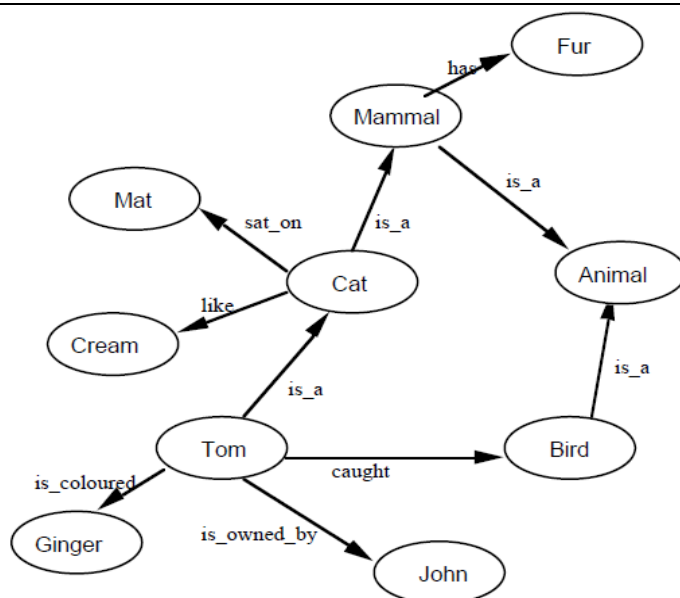 Fur
has
Mammal
Mat
is_a
sat_on
is_a
Cat
Animal
like
Cream
is_a
is_a
Tom
Bird
caught
is_coloured
is_owned_by
Ginger
John